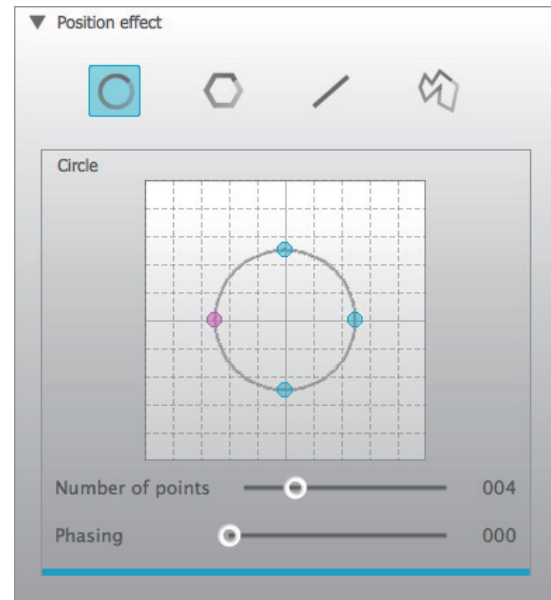 Position effect
Circle
Number of points 004
Phasing 000